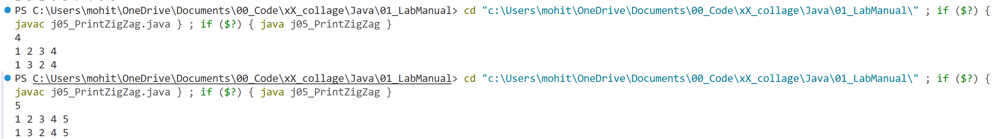 PS C:\Users\mohit\OneDrive\Documents\00_Code\xX_collage\Java\01_LabManual> cd "c:\Users\mohit\OneDrive\Documents\00_Code\xX_collage\Java\01_LabManual\" ; if ($?) {
javac j05_PrintZigZag.java } ; if ($?) { java j05_PrintZigZag }
4
1 2 3 4
1 3 2 4
PS C:\Users\mohit\OneDrive\Documents\00_Code\xX_collage\Java\01_LabManual> cd "c:\Users\mohit\OneDrive\Documents\00_Code\xX_collage\Java\01_LabManual\" ; if ($?) {
javac j05_PrintZigZag.java } ; if ($?) { java j05_PrintZigZag }
5
1 2 3 4 5
1 3 2 4 5